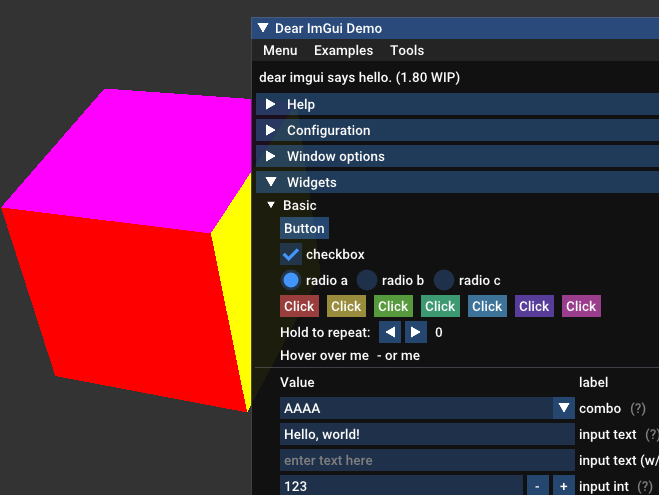 Dear ImGui Demo
Menu Examples Tools
dear imgui says hello. (1.80 WIP)
Help
Configuration
Window options
Widgets
Basic
Button
checkbox
radio a radio b radio c
Click Click Click Click Click Click Click
Hold to repeat: 0
Hover over me - or me
Value label
AAAA combo (?)
Hello, world! input text (?)
enter text here input text (w/
123 - + input int (?)